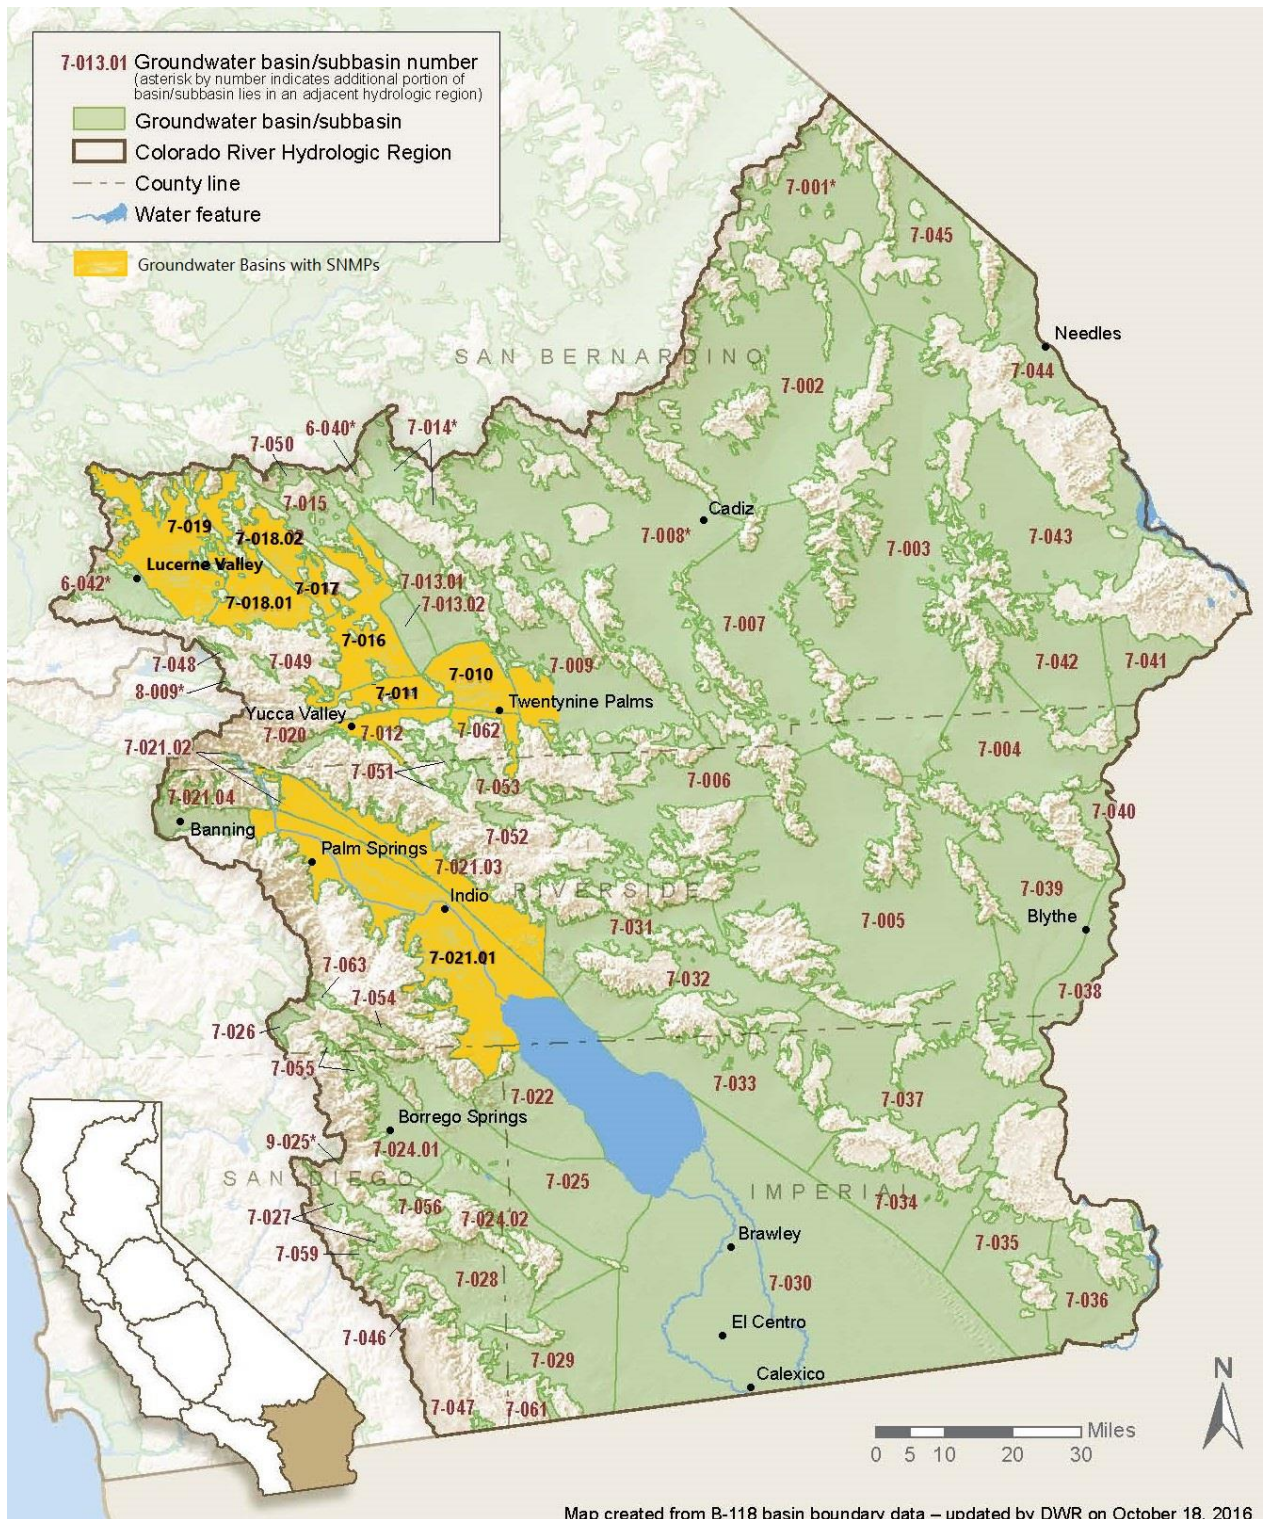 7-013.01 Groundwater basin/subbasin number
(asterisk by number indicates additional portion of
basin/subbasin lies in an adjacent hydrologic region)
Groundwater basin/subbasin
Colorado River Hydrologic Region
County line
Water feature
Groundwater Basins with SNMPs
7-001*
7-045
Needles
SAN BERNARDINO
7-044
7-002
6-040*
7-014*
7-050
7-015
Cadiz
7-019
7-018.02
7-008*
7-003
7-043
Lucerne Valley
6-042*
7-017
7-013.01
7-018.01
7-013.02
7-007
7-016
7-048
7-049
7-010
7-009
7-042
7-041
8-009*
7-011
Twentynine Palms
Yucca Valley
7-020
7-012
7-062
7-021.02
7-004
7-051
7-053
7-006
7-021.04
7-040
Banning
7-052
Palm Springs
7-021.03
RIVERSIDE
7-039
Indio
7-031
7-005
Blythe
7-021.01
7-063
7-032
7-054
7-038
7-026
7-055
7-033
7-022
7-037
Borrego Springs
9-025*
7-024.01
SAN DIEGO
7-025
IMPERIAL
7-034
7-056
7-024.02
7-027
Brawley
7-035
7-059
7-028
7-030
7-036
El Centro
7-046
7-029
Calexico
7-047
7-061
N
Miles
0 5 10 20 30
Map created from B-118 basin boundary data – updated by DWR on October 18, 2016